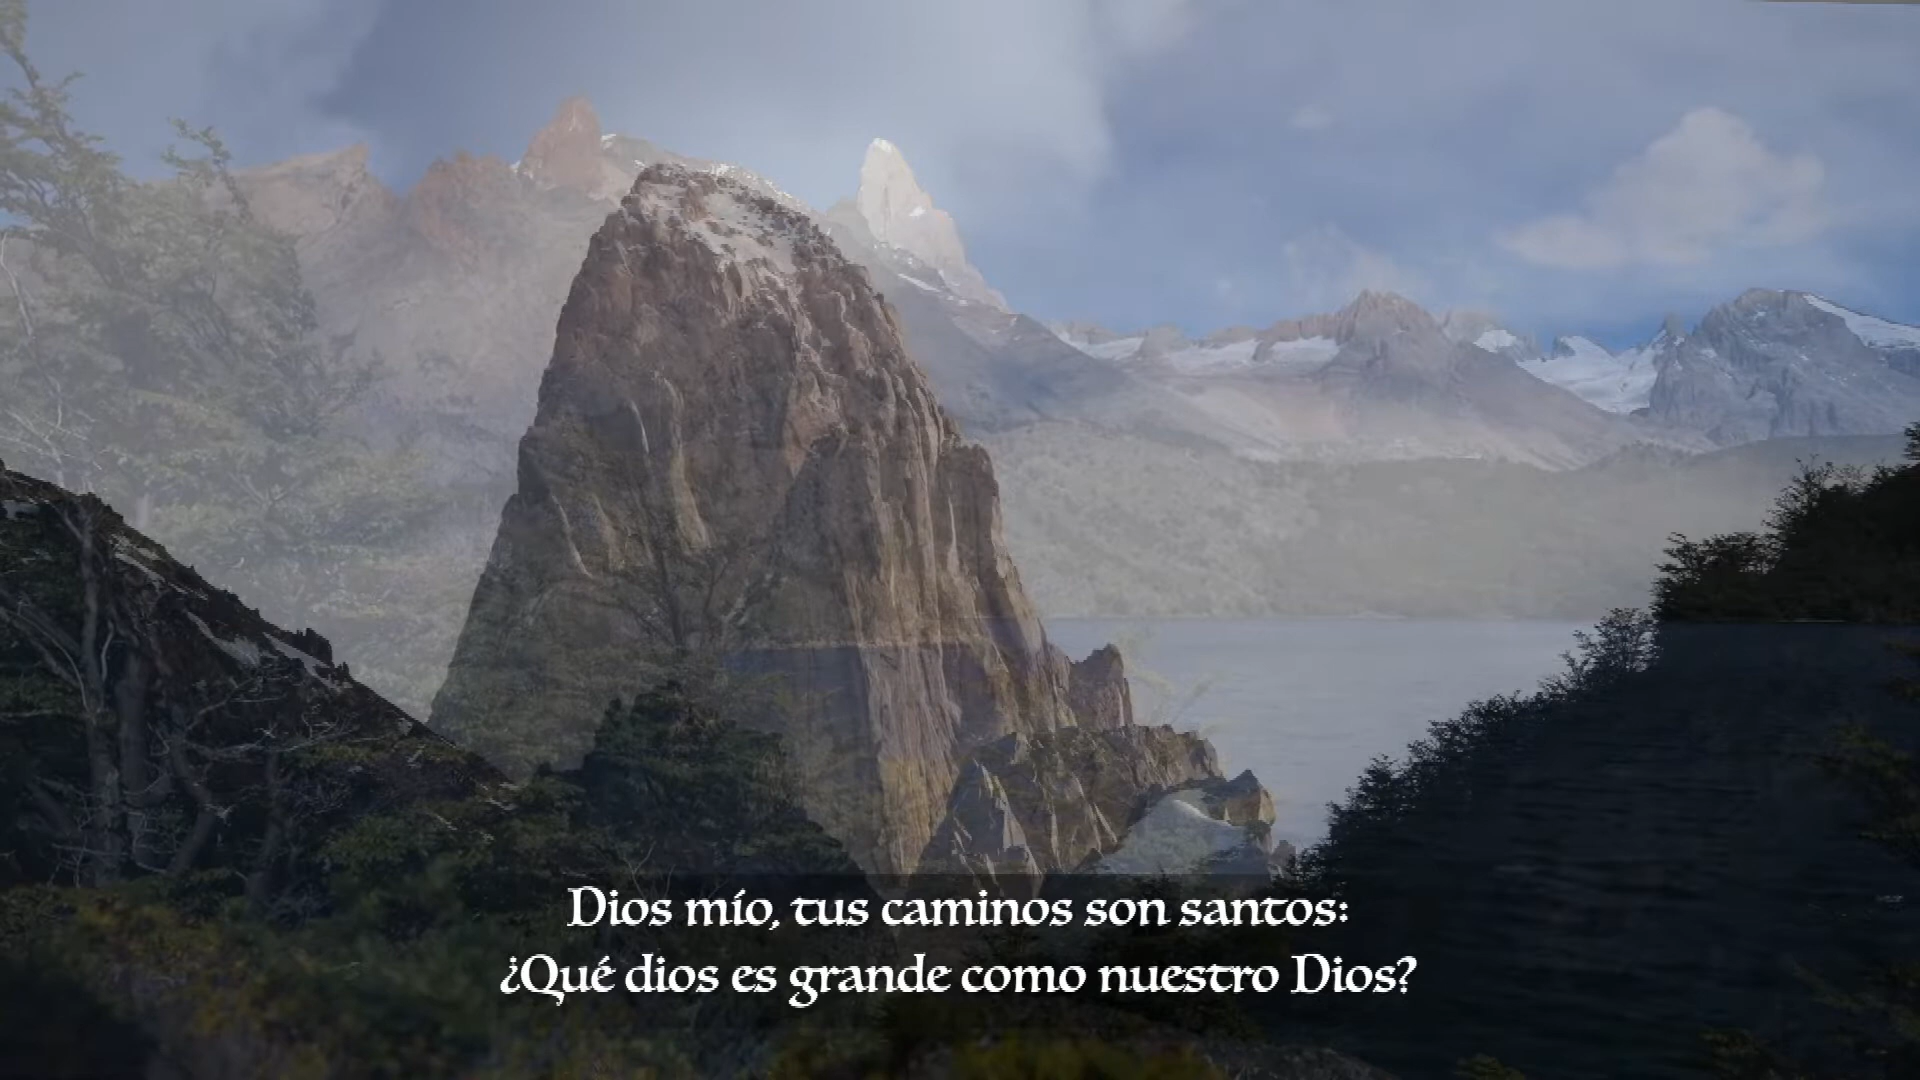 Dios mío, tus caminos son santos:
¿Qué dios es grande como nuestro Dios?